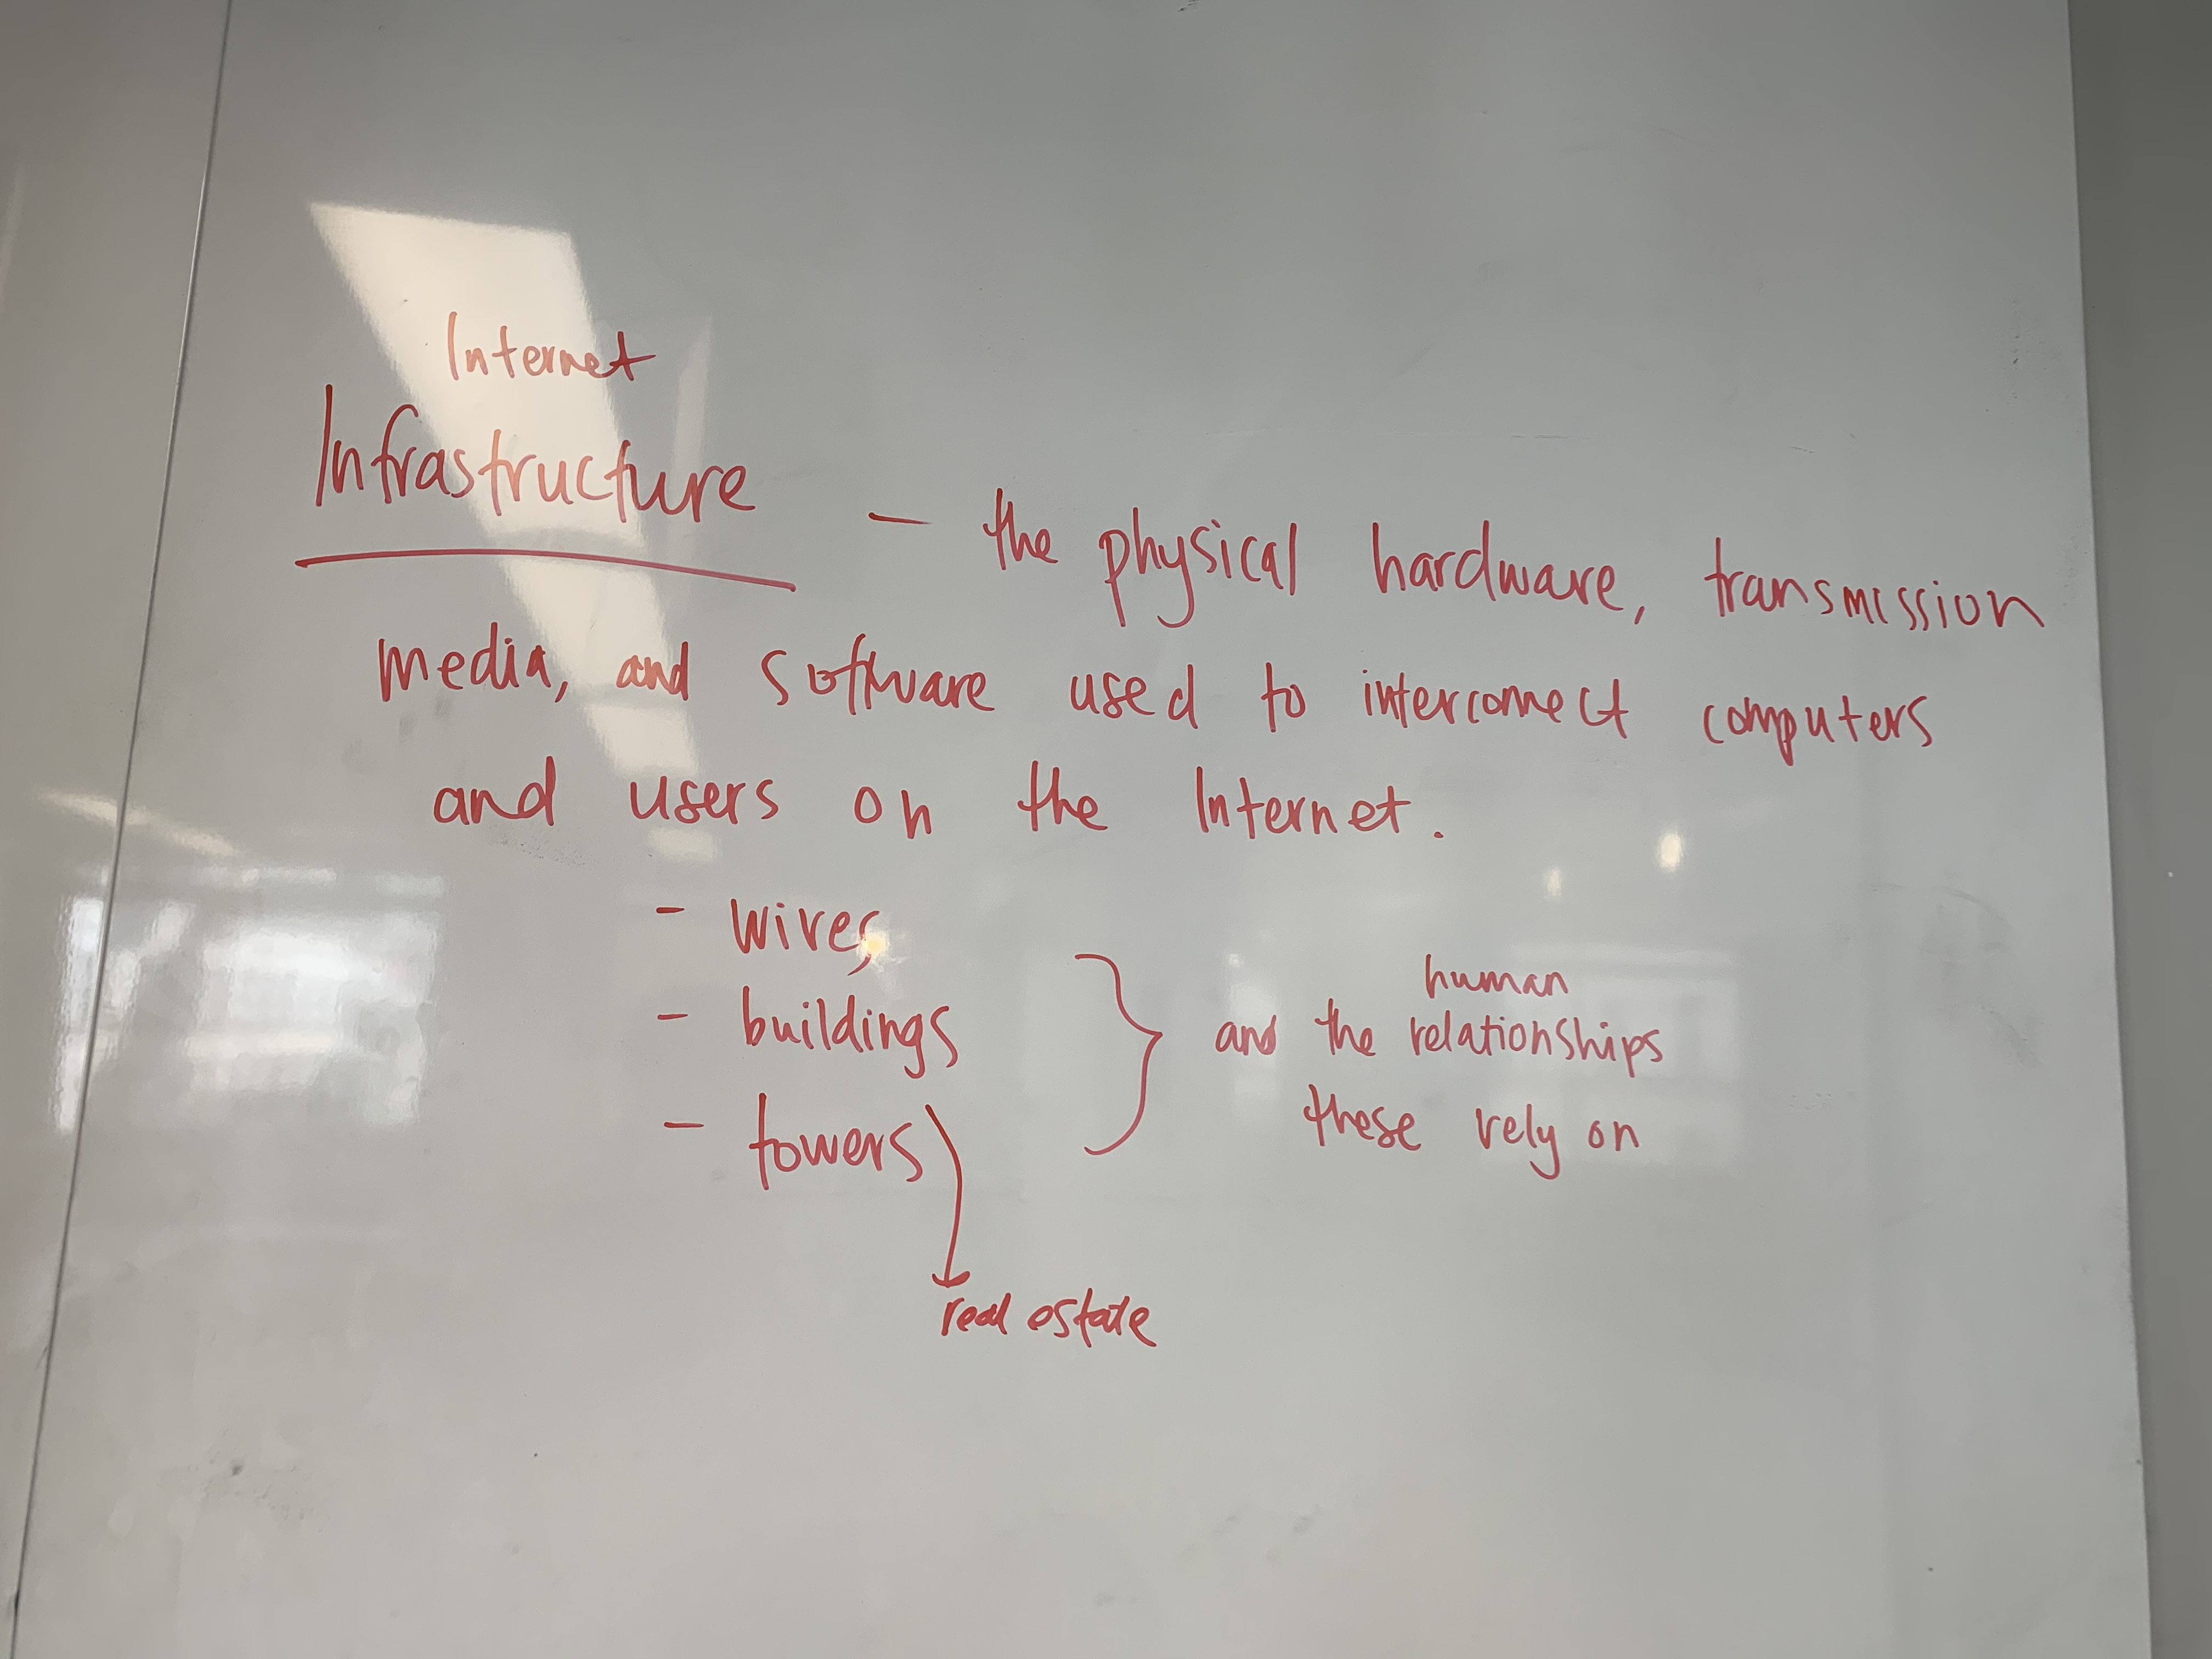 Internet
Infrastructure - the physical hardware, transmission
media, and software used to interconnect computers
and users on the Internet.
- wires
- buildings
- towers
human
and the relationships
these rely on
real estate